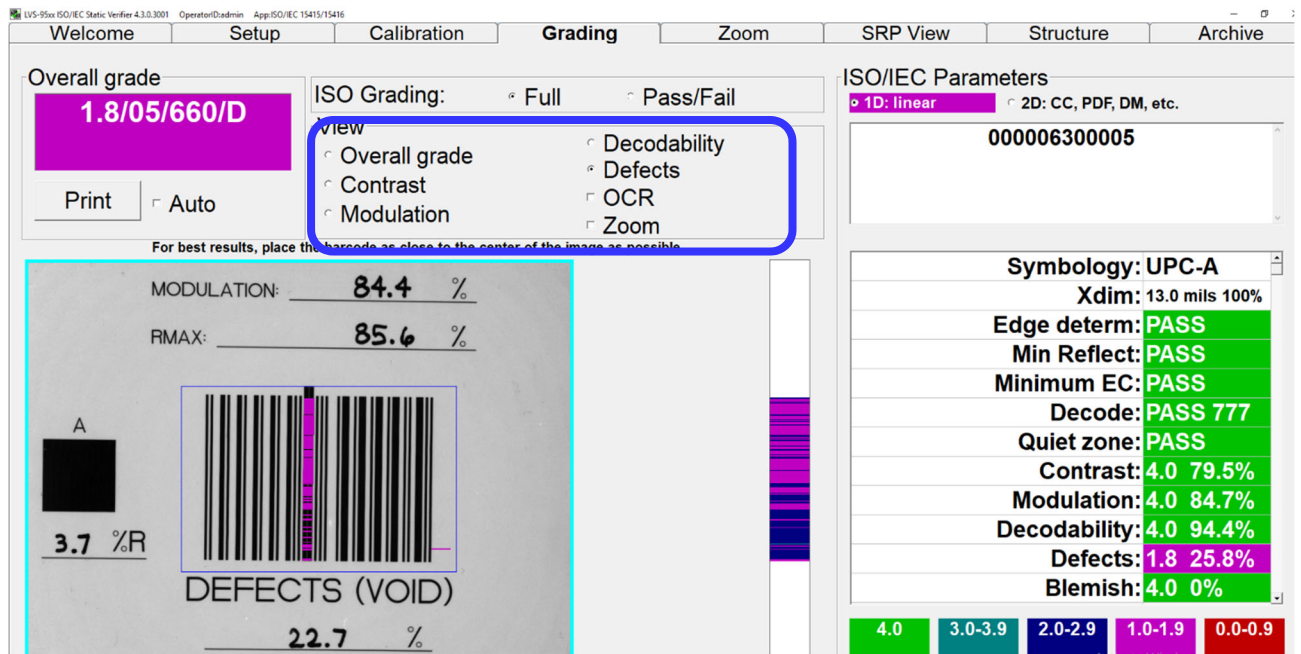 LVS-95xx ISO/IEC Static Verifier 4.3.0.3001 OperatorID:admin App:ISO/IEC 15415/15416
Welcome Setup Calibration Grading Zoom SRP View Structure Archive
Overall grade
1.8/05/660/D
Print Auto
ISO Grading: Full Pass/Fail
View
Overall grade
Contrast
Modulation
Decodability
Defects
OCR
Zoom
For best results, place the barcode as close to the center of the image as possible
MODULATION: 84.4 %
RMAX: 85.6 %
A
3.7 %R
DEFECTS (VOID)
22.7 %
ISO/IEC Parameters
1D: linear 2D: CC, PDF, DM, etc.
000006300005
Symbology: UPC-A
Xdim: 13.0 mils 100%
Edge determ: PASS
Min Reflect: PASS
Minimum EC: PASS
Decode: PASS 777
Quiet zone: PASS
Contrast: 4.0 79.5%
Modulation: 4.0 84.7%
Decodability: 4.0 94.4%
Defects: 1.8 25.8%
Blemish: 4.0 0%
4.0 3.0-3.9 2.0-2.9 1.0-1.9 0.0-0.9